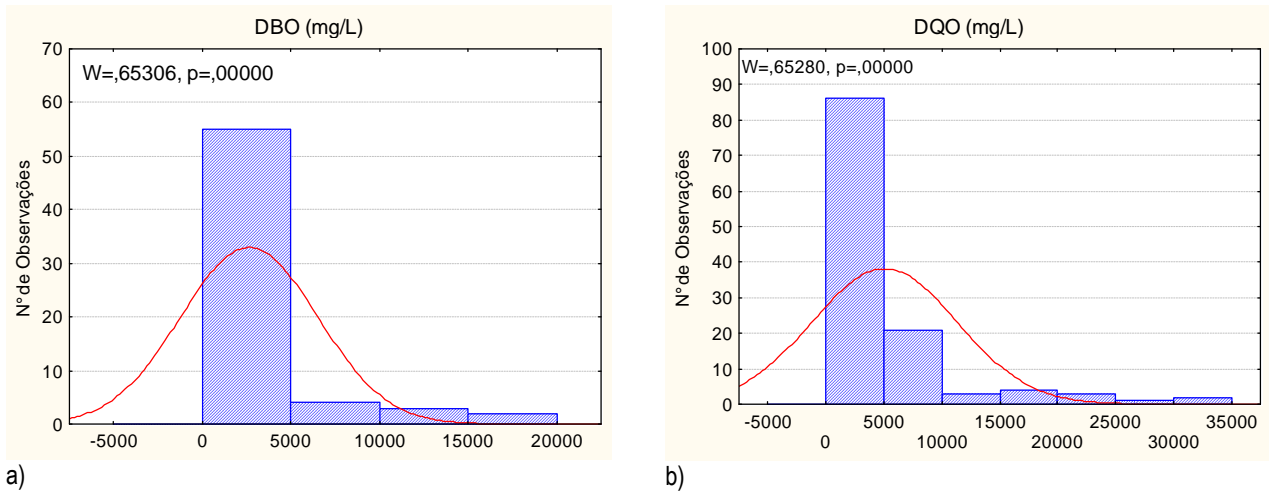 DBO (mg/L)
W=,65306, p=,00000
N° de Observações
70
60
50
40
30
20
10
0
-5000 0 5000 10000 15000 20000
a)
DQO (mg/L)
W=,65280, p=,00000
N° de Observações
100
90
80
70
60
50
40
30
20
10
0
-5000 5000 15000 25000 35000
0 10000 20000 30000
b)